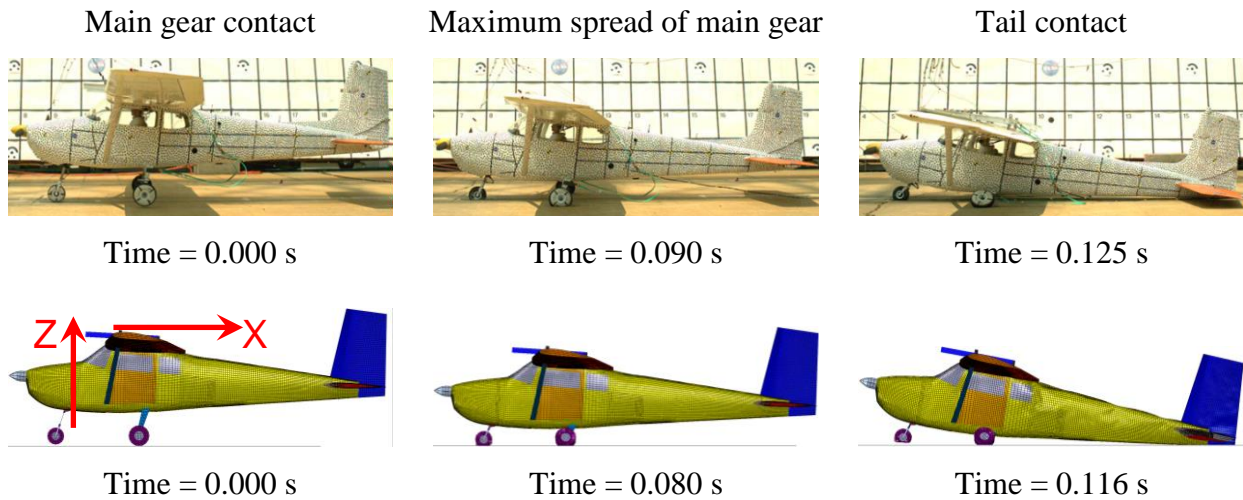 Main gear contact
Maximum spread of main gear
Tail contact
Time = 0.000 s
Time = 0.090 s
Time = 0.125 s
Z
X
Time = 0.000 s
Time = 0.080 s
Time = 0.116 s